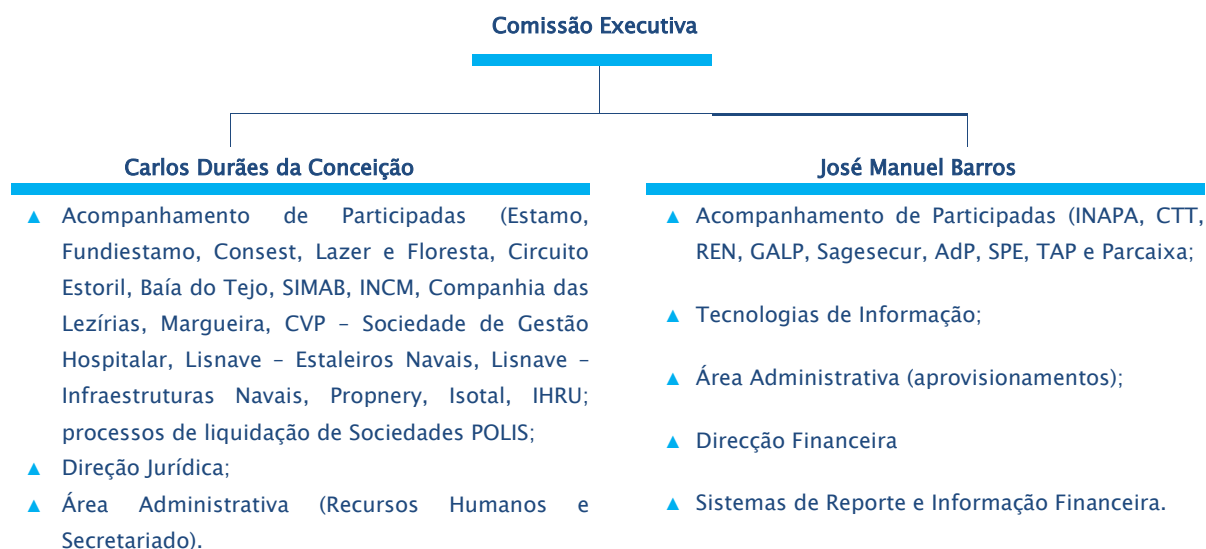 Comissão Executiva
Carlos Durães da Conceição
▲ Acompanhamento de Participadas (Estamo,
Fundiestamo, Consest, Lazer e Floresta, Circuito
Estoril, Baía do Tejo, SIMAB, INCM, Companhia das
Lezírias, Margueira, CVP – Sociedade de Gestão
Hospitalar, Lisnave – Estaleiros Navais, Lisnave –
Infraestruturas Navais, Propnery, Isotal, IHRU;
processos de liquidação de Sociedades POLIS;
▲ Direção Jurídica;
▲ Área Administrativa (Recursos Humanos e
Secretariado).
José Manuel Barros
▲ Acompanhamento de Participadas (INAPA, CTT,
REN, GALP, Sagesecur, AdP, SPE, TAP e Parcaixa;
▲ Tecnologias de Informação;
▲ Área Administrativa (aprovisionamentos);
▲ Direcção Financeira
▲ Sistemas de Reporte e Informação Financeira.